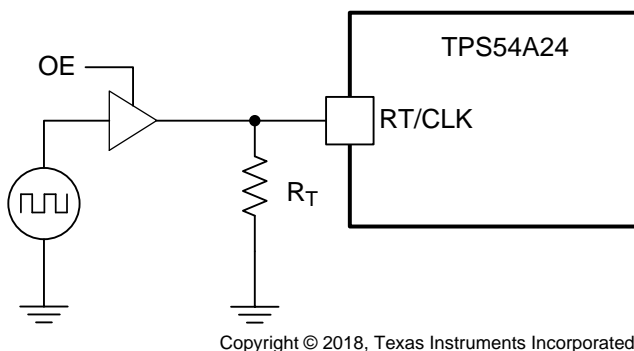 TPS54A24
OE
RT/CLK
RT
Copyright © 2018, Texas Instruments Incorporated